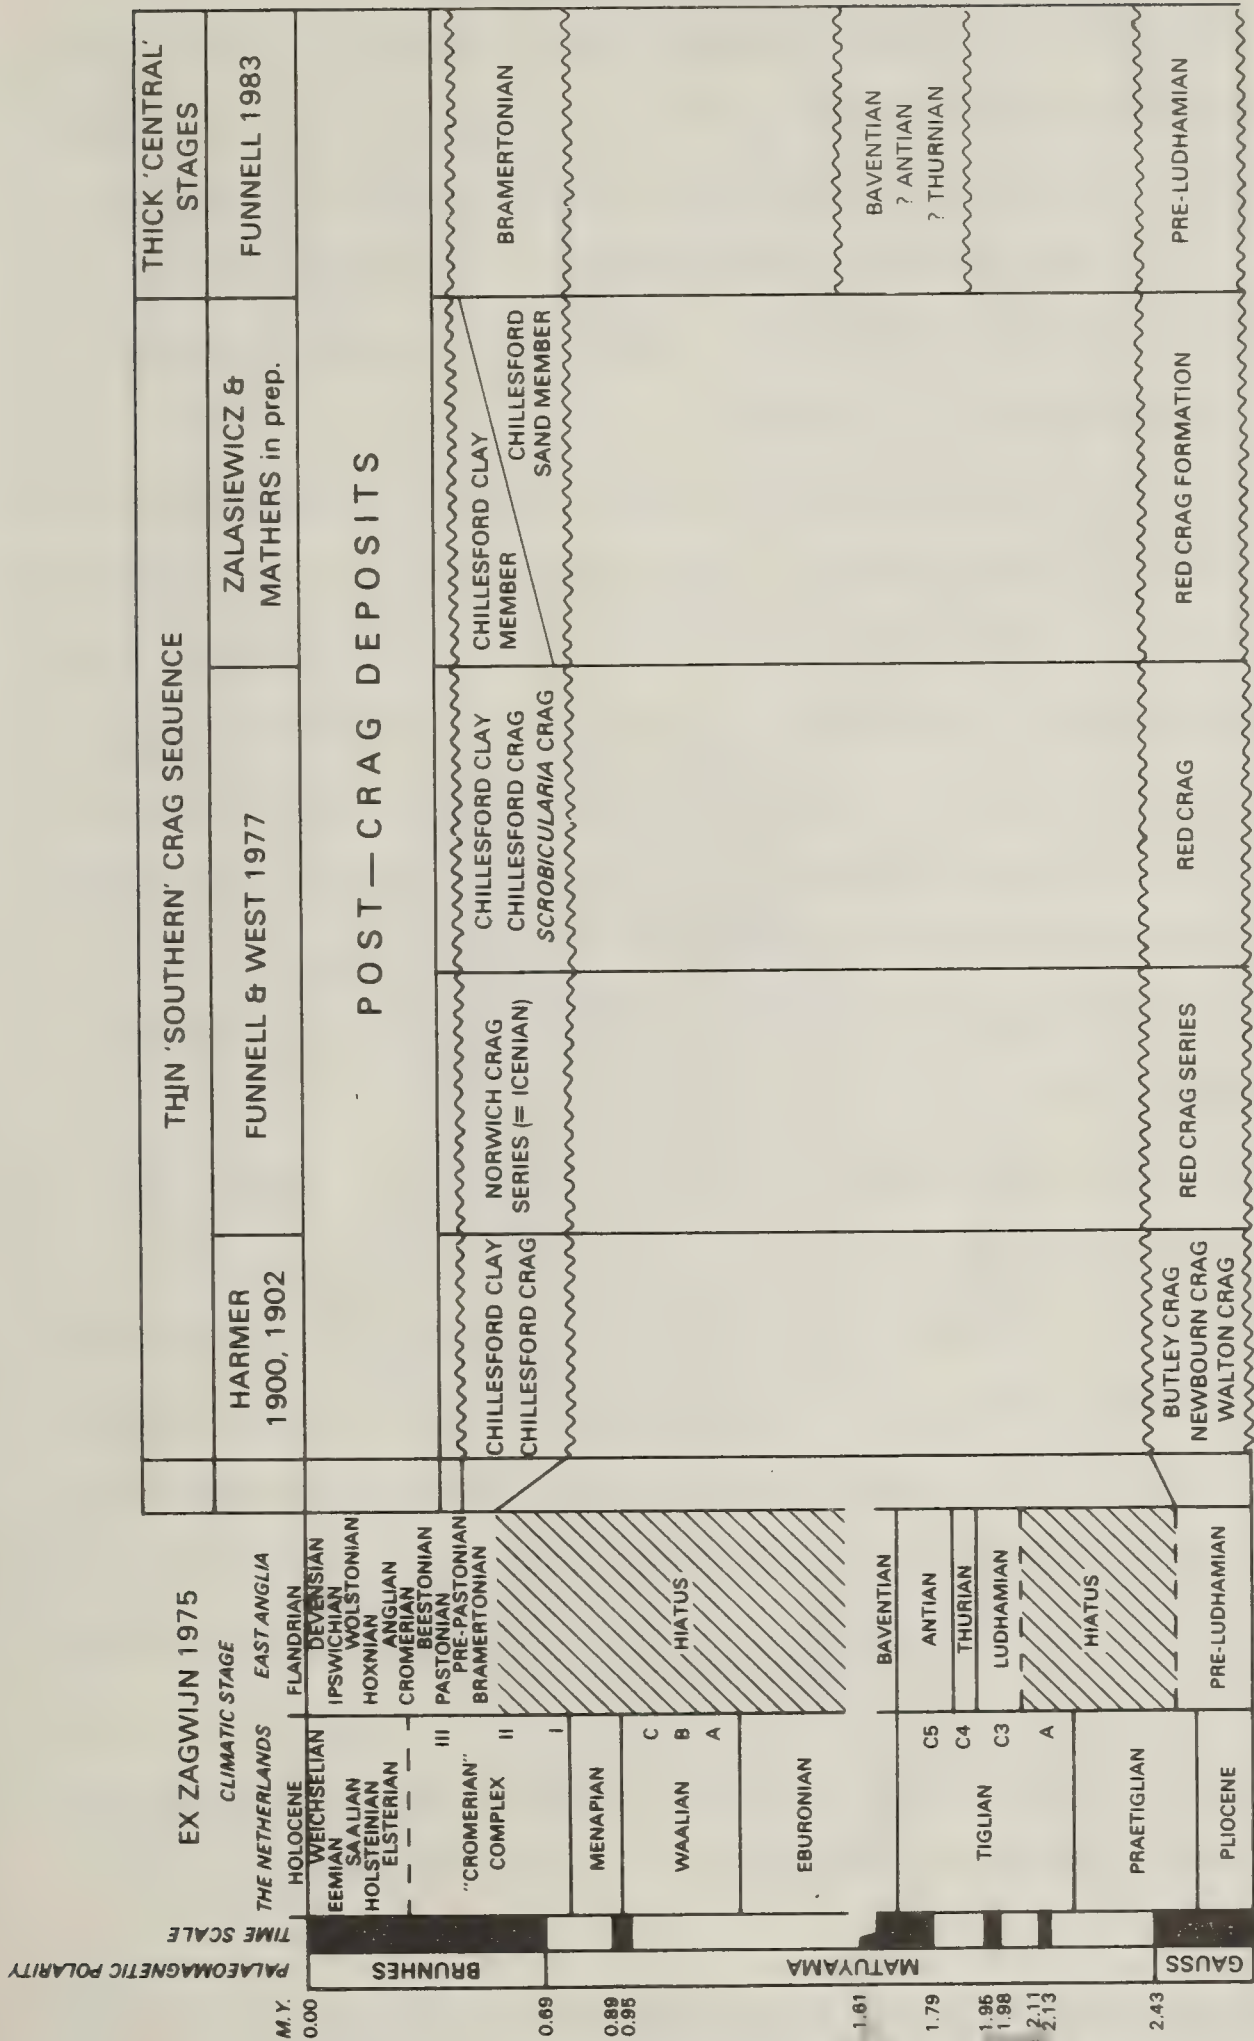 EX ZAGWIJN 1975
CLIMATIC STAGE
THE NETHERLANDS
EAST ANGLIA
PALAEOMAGNETIC POLARITY
TIME SCALE
M.Y.
0.00
0.69
0.89
0.95
1.61
1.79
1.95
1.98
2.11
2.13
2.43
BRUNHES
MATUYAMA
GAUSS
HOLOCENE
WEICHSELIAN
EEMIAN
SAALIAN
HOLSTEINIAN
ELSTERIAN
"CROMERIAN"
COMPLEX
III
II
I
MENAPIAN
WAALIAN
C
B
A
EBURONIAN
TIGLIAN
C5
C4
C3
A
PRAETIGLIAN
PLIOCENE
FLANDRIAN
DEVENSIAN
IPSWICHIAN
WOLSTONIAN
HOXNIAN
ANGLIAN
CROMERIAN
BEESTONIAN
PASTONIAN
PRE-PASTONIAN
BRAMERTONIAN
HIATUS
BAVENTIAN
ANTIAN
THURIAN
LUDHAMIAN
HIATUS
PRE-LUDHAMIAN
THIN 'SOUTHERN' CRAG SEQUENCE
THICK 'CENTRAL'
STAGES
HARMER
1900, 1902
FUNNELL & WEST 1977
ZALASIEWICZ &
MATHERS in prep.
FUNNELL 1983
POST—CRAG DEPOSITS
CHILLESFORD CLAY
CHILLESFORD CRAG
NORWICH CRAG
SERIES (= ICENIAN)
CHILLESFORD CLAY
CHILLESFORD CRAG
SCROBICULARIA CRAG
CHILLESFORD CLAY
MEMBER
CHILLESFORD
SAND MEMBER
BRAMERTONIAN
BAVENTIAN
? ANTIAN
? THURNIAN
BUTLEY CRAG
NEWBOURN CRAG
WALTON CRAG
RED CRAG SERIES
RED CRAG
RED CRAG FORMATION
PRE-LUDHAMIAN